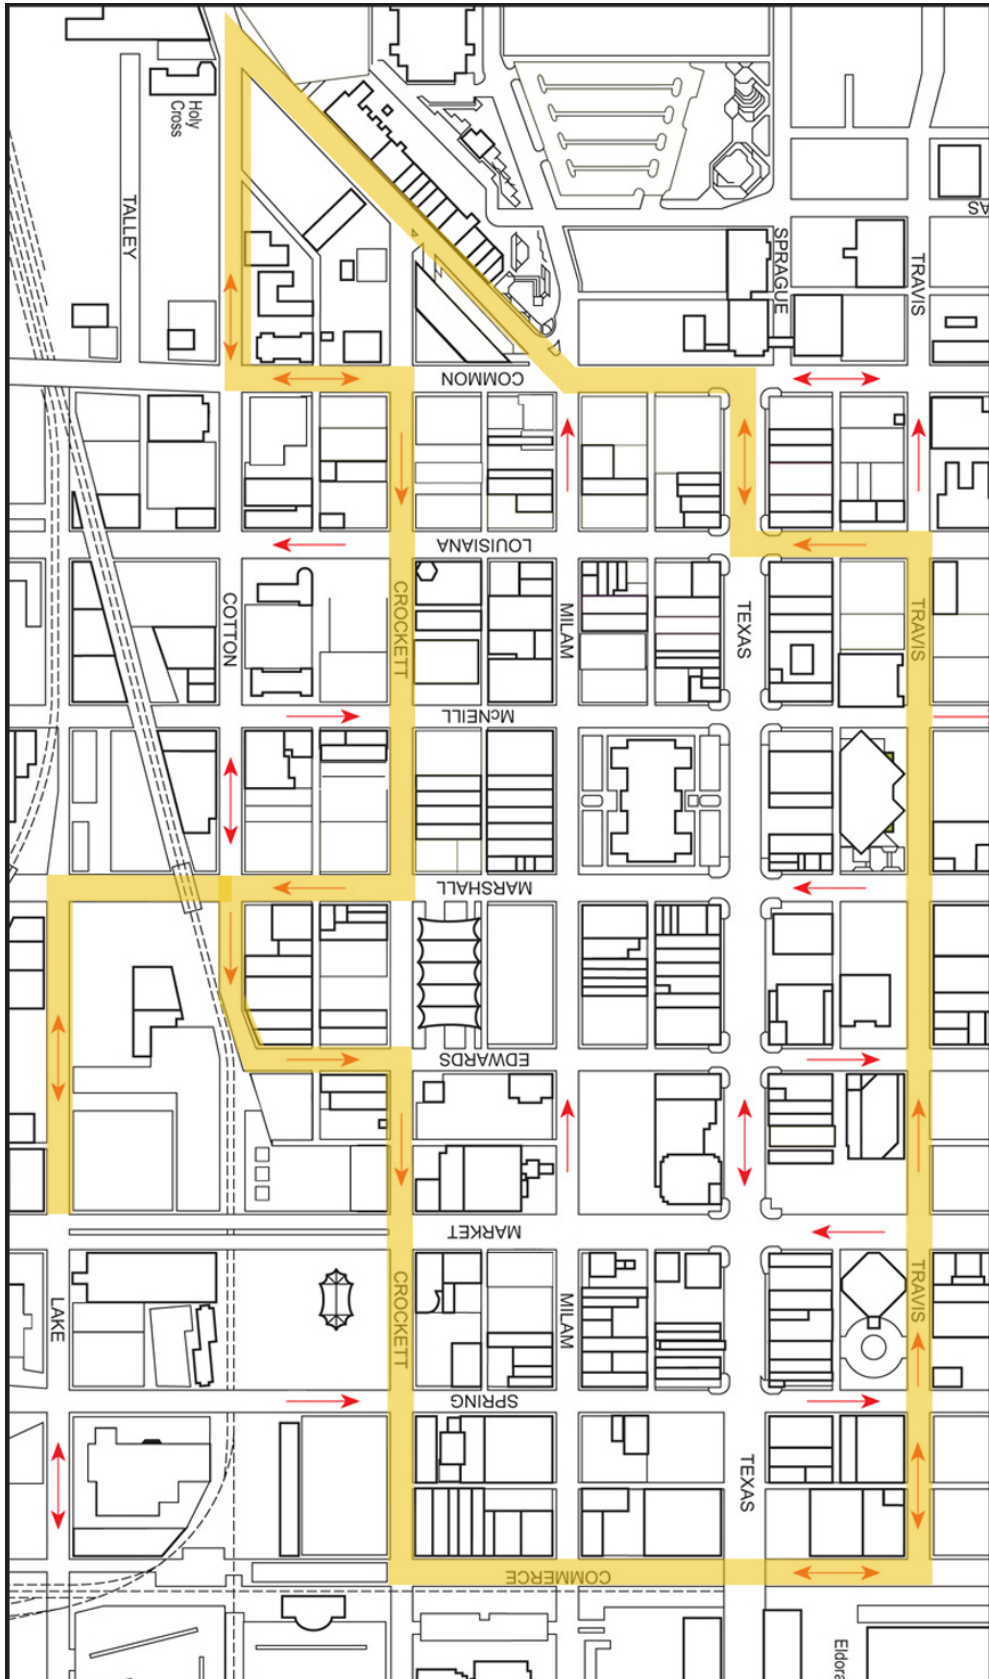 Holy
Cross
TALLEY
AS
SPRAGUE
TRAVIS
COMMON
LOUISIANA
COTTON
CROCKETT
MILAM
TEXAS
TRAVIS
McNEILL
MARSHALL
EDWARDS
MARKET
LAKE
CROCKETT
MILAM
TRAVIS
SPRING
TEXAS
COMMERCE
Eldora